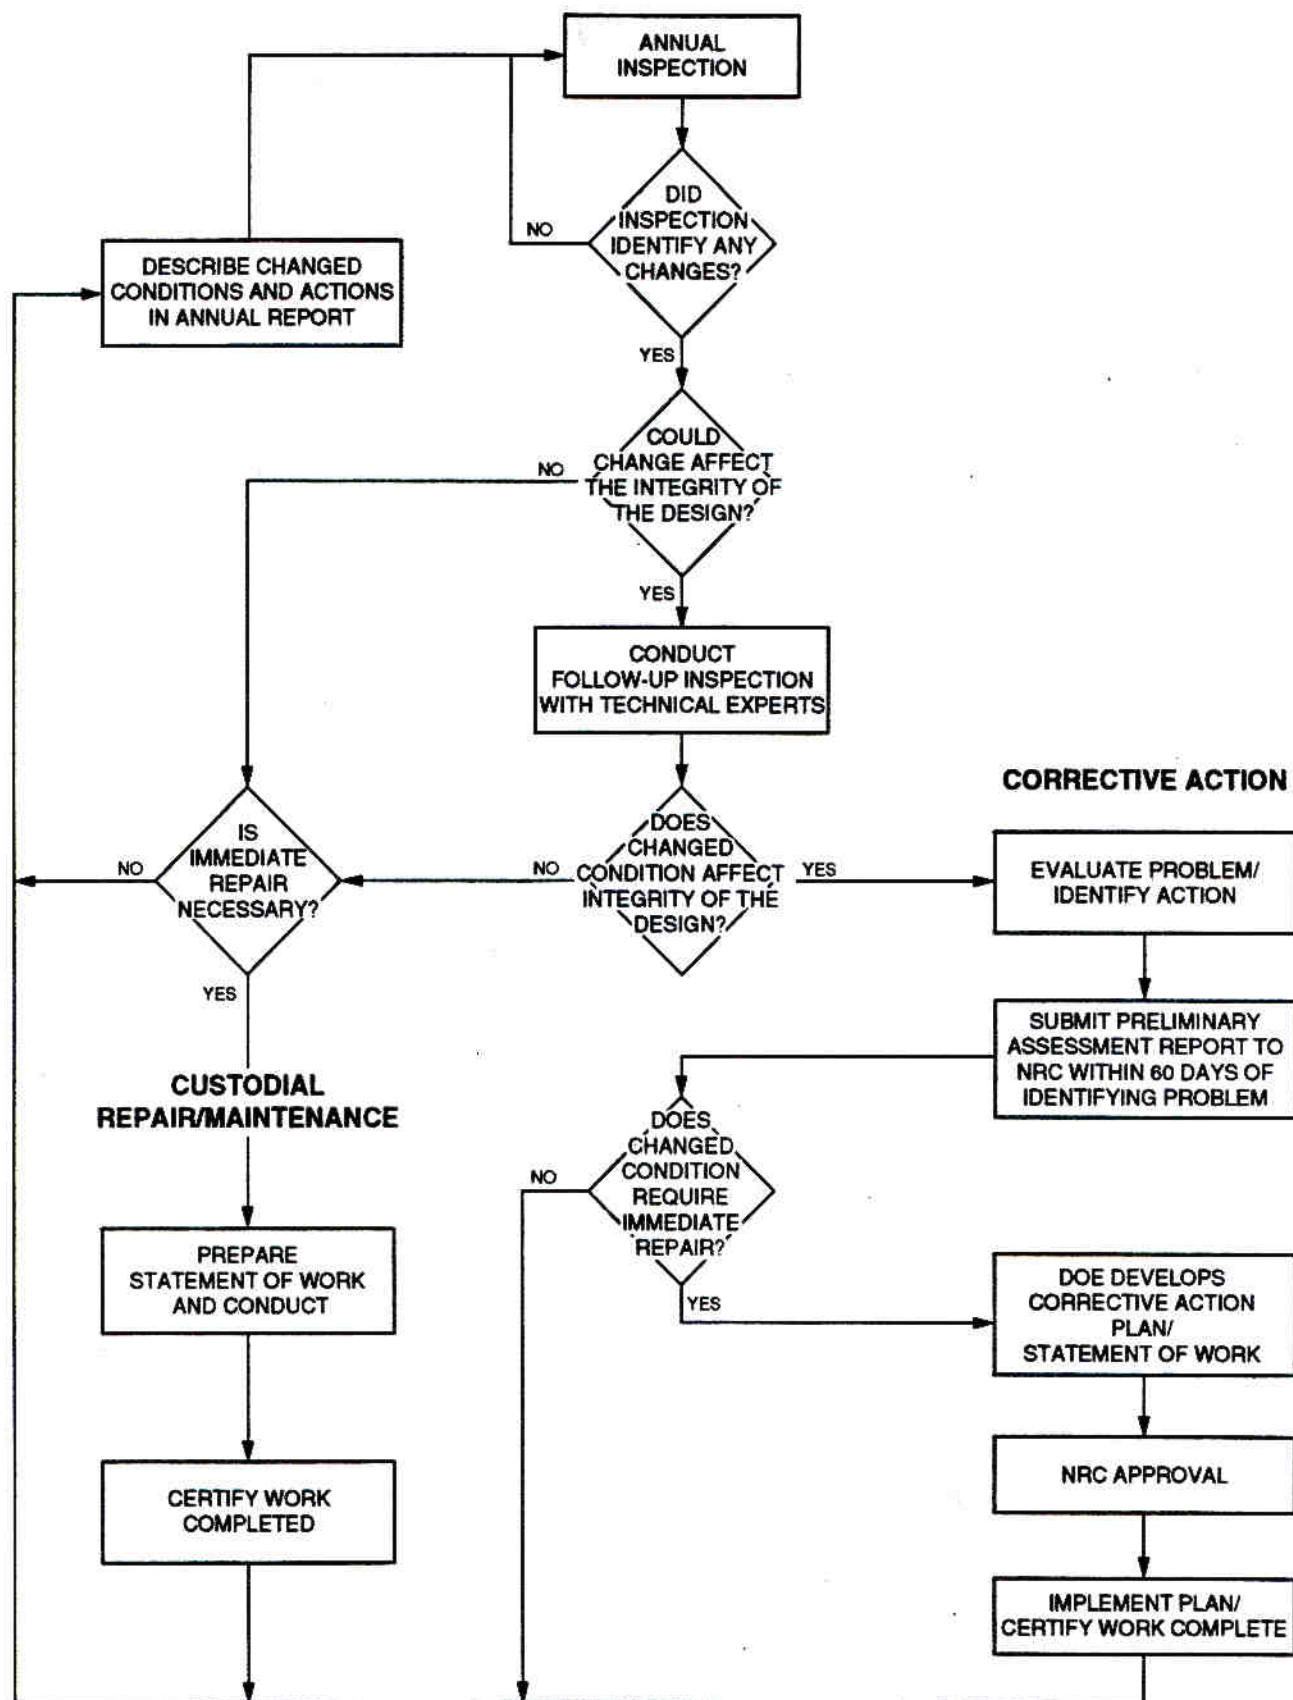 ANNUAL
INSPECTION
DID
INSPECTION
IDENTIFY ANY
CHANGES?
NO
DESCRIBE CHANGED
CONDITIONS AND ACTIONS
IN ANNUAL REPORT
YES
COULD
CHANGE AFFECT
THE INTEGRITY OF
THE DESIGN?
NO
YES
CONDUCT
FOLLOW-UP INSPECTION
WITH TECHNICAL EXPERTS
CORRECTIVE ACTION
IS
IMMEDIATE
REPAIR
NECESSARY?
NO
DOES
CHANGED
CONDITION AFFECT
INTEGRITY OF THE
DESIGN?
NO
YES
EVALUATE PROBLEM/
IDENTIFY ACTION
YES
SUBMIT PRELIMINARY
ASSESSMENT REPORT TO
NRC WITHIN 60 DAYS OF
IDENTIFYING PROBLEM
CUSTODIAL
REPAIR/MAINTENANCE
DOES
CHANGED
CONDITION
REQUIRE
IMMEDIATE
REPAIR?
NO
YES
PREPARE
STATEMENT OF WORK
AND CONDUCT
DOE DEVELOPS
CORRECTIVE ACTION
PLAN/
STATEMENT OF WORK
NRC APPROVAL
CERTIFY WORK
COMPLETED
IMPLEMENT PLAN/
CERTIFY WORK COMPLETE